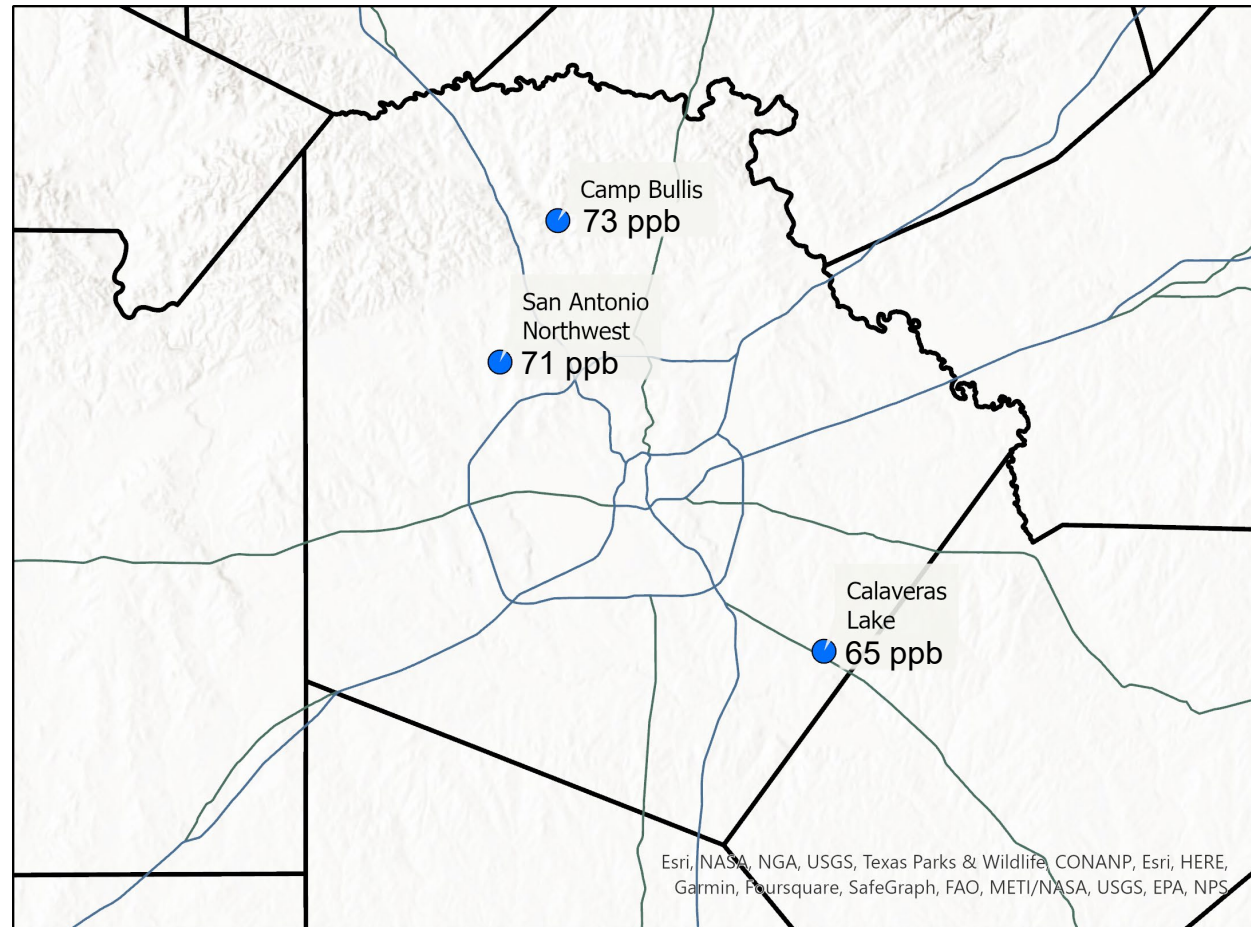 Camp Bullis
73 ppb
San Antonio
Northwest
71 ppb
Calaveras
Lake
65 ppb
Esri, NASA, NGA, USGS, Texas Parks & Wildlife, CONANP, Esri, HERE,
Garmin, Foursquare, SafeGraph, FAO, METI/NASA, USGS, EPA, NPS